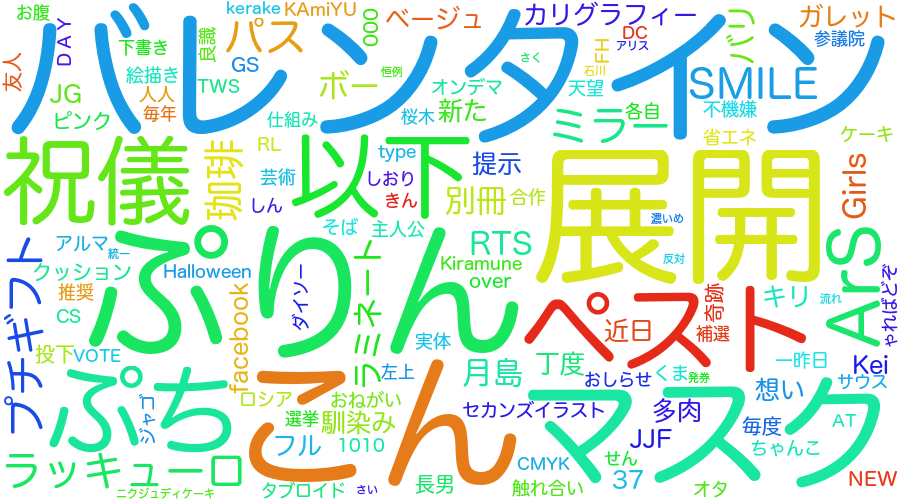 お腹
DAY
kerake
KAmiYU
000
ベージュ
カリグラフィー
ガレット
友人
下書き
良識
パス
DC
アリス
参議院
絵描き
GS
恒例
FH
さく
石川
バリ
バレンタイン
JG
人人
毎年
TWS
ボー
オンデマ
新た
天望
SMILE
各自
不機嫌
ピンク
仕組み
桜木
ミラー
省エネ
ケーキ
祝儀
珈琲
RL
以下
type
提示
展開
Girls
芸術
しおり
別冊
合作
しん
きん
濃いめ
そば
主人公
ArS
プチギフト
アルマ
統一
ぷりん
RTS
反対
クッション
Halloween
ダイソー
ラミネート
Kiramune
over
ペスト
奇跡
キリ
流れ
ゃればどぞ
推奨
facebook
CS
近日
補選
投下
VOTE
ぷち
実体
左上
月島
丁度
一昨日
Kei
おしらせ
くま
発券
想い
サウス
ジャゴ
ロシア
おねがい
こん
セカンズイラスト
多肉
マスク
選挙
馴染み
毎度
AT
フル
1010
JJF
ちゃんこ
ラッキューロ
CMYK
せん
37
NEW
ニクジュディケーキ
タブロイド
さい
長男
触れ合い
オタ